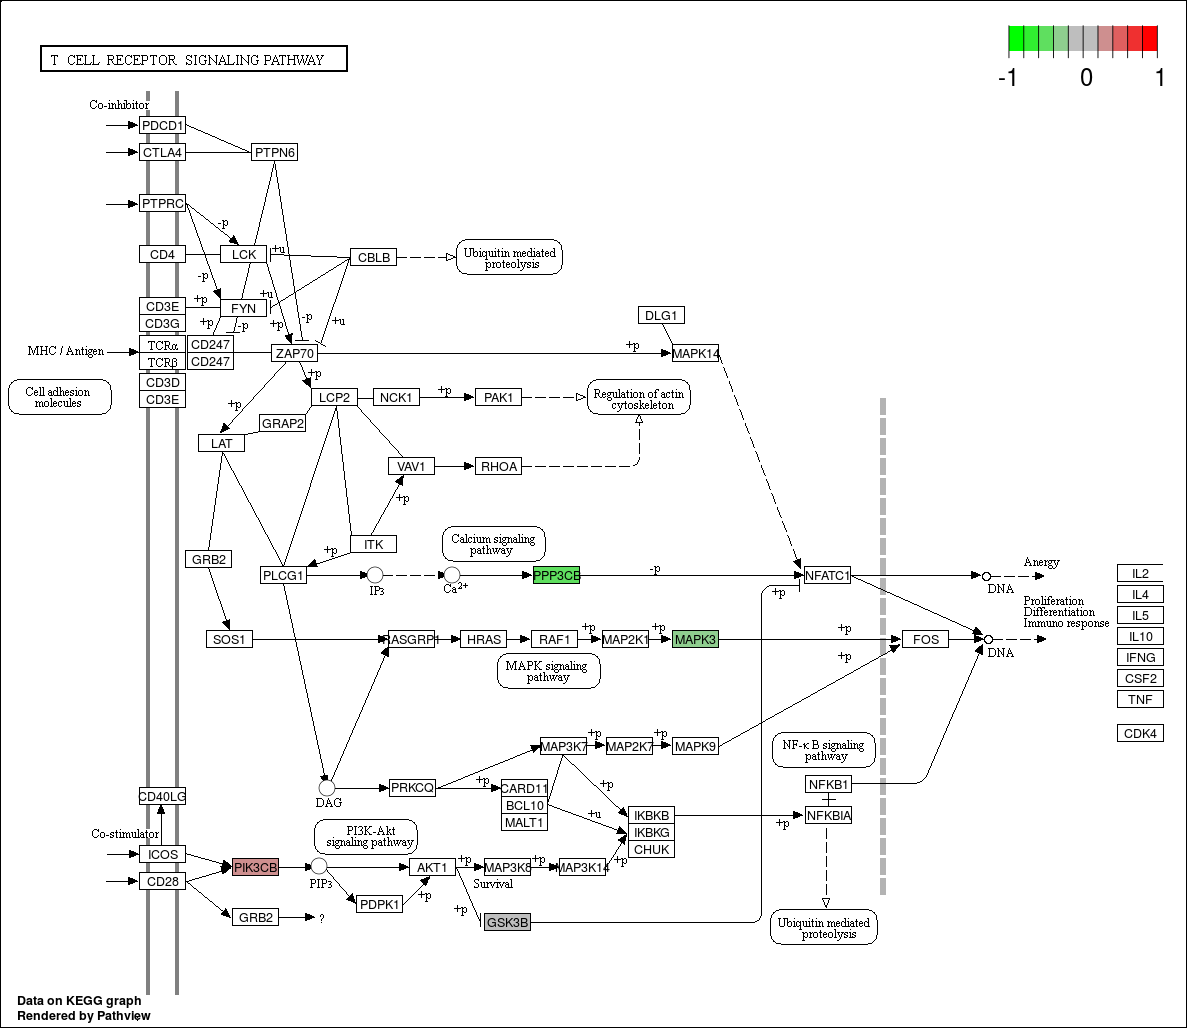 T CELL RECEPTOR SIGNALING PATHWAY
-1 0 1
Co-inhibitor
PDCD1
CTLA4
PTPN6
PTPRC
-p
CD4
LCK
+u
CBLB
Ubiquitin mediated
proteolysis
-p
CD3E
+p
FYN
+u
CD3G
+p
-p
+p
-p
+u
DLG1
MHC / Antigen
TCRα
CD247
TCRβ
CD247
ZAP70
+p
MAPK14
Cell adhesion
molecules
CD3D
CD3E
+p
LCP2
NCK1
+p
PAK1
Regulation of actin
cytoskeleton
+p
GRAP2
LAT
VAV1
RHOA
+p
ITK
Calcium signaling
pathway
GRB2
+p
PLCG1
IP3
Ca2+
PPP3CB
-p
NFATC1
+p
DNA
Anergy
Proliferation
Differentiation
Immuno response
IL2
IL4
IL5
IL10
IFNG
CSF2
TNF
CDK4
SOS1
RASGRP1
HRAS
RAF1
+p
MAP2K1
+p
MAPK3
+p
FOS
DNA
+p
MAPK signaling
pathway
MAP3K7
+p
MAP2K7
+p
MAPK9
NF-κ B signaling
pathway
DAG
PRKCQ
+p
CARD11
BCL10
MALT1
+p
+u
IKBKB
IKBKG
CHUK
+p
NFKB1
NFKBIA
CD40LG
Co-stimulator
ICOS
CD28
PI3K-Akt
signaling pathway
PIK3CB
PIP3
AKT1
+p
MAP3K8
+p
MAP3K14
+p
Survival
PDPK1
+p
+p
GSK3B
GRB2
?
Ubiquitin mediated
proteolysis
Data on KEGG graph
Rendered by Pathview